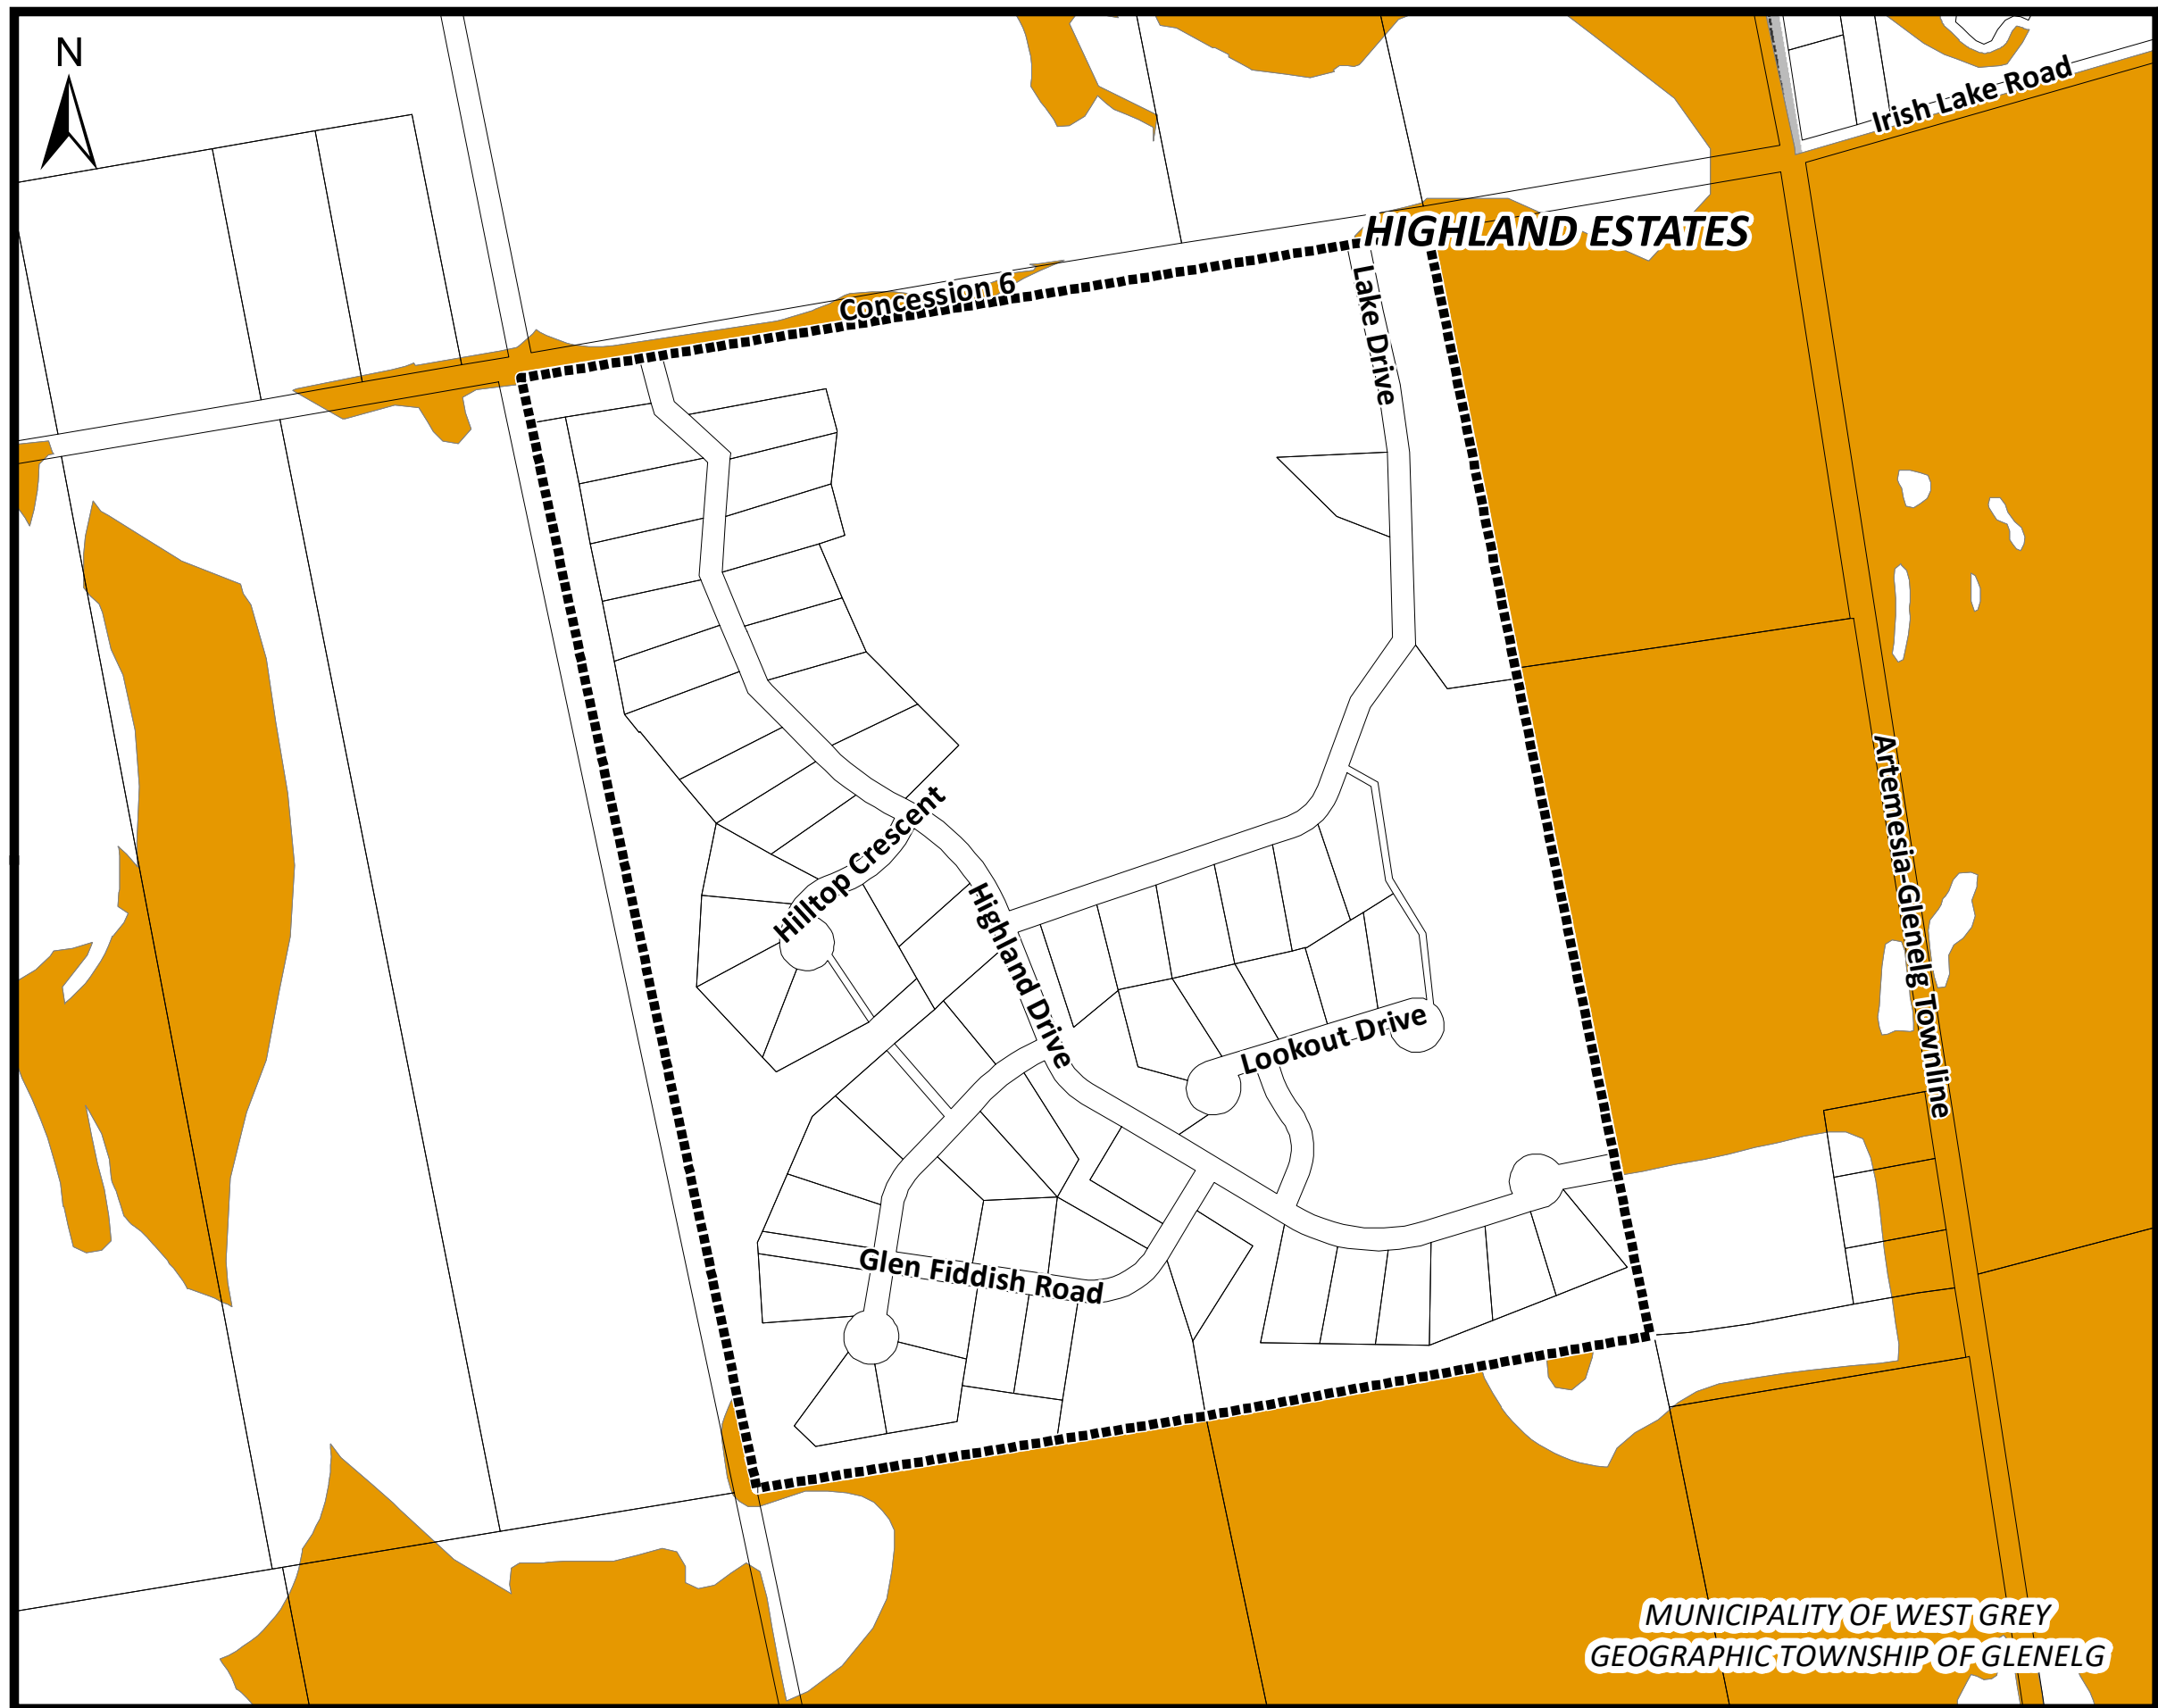 N
Irish Lake Road
HIGHLAND ESTATES
Concession 6
Lake Drive
Artemesia-Glenelg Townline
Hilltop Crescent
Highland Drive
Lookout Drive
Glen Fiddish Road
MUNICIPALITY OF WEST GREY
GEOGRAPHIC TOWNSHIP OF GLENELG